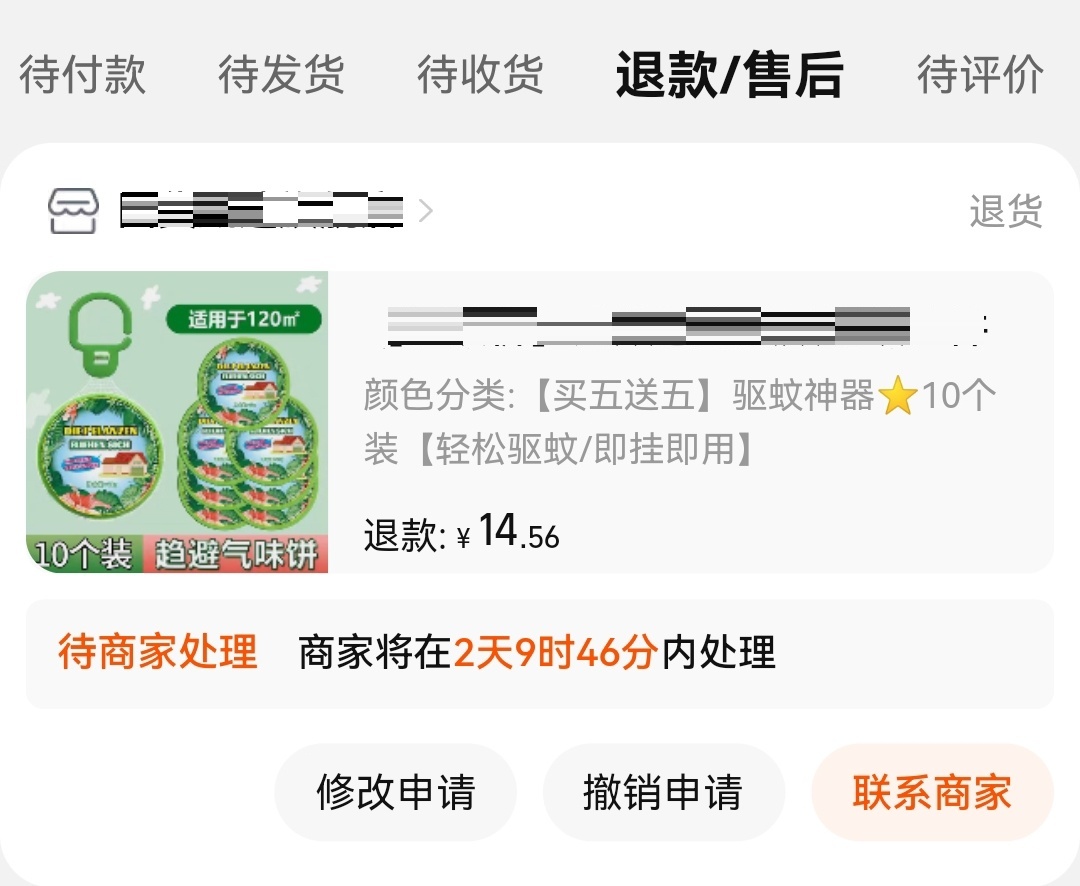 待付款 待发货 待收货 退款/售后 待评价
退货
适用于120㎡
10个装 趋避气味饼
颜色分类:【买五送五】驱蚊神器⭐10个
装【轻松驱蚊/即挂即用】
退款: ¥ 14.56
待商家处理 商家将在2天9时46分内处理
修改申请 撤销申请 联系商家